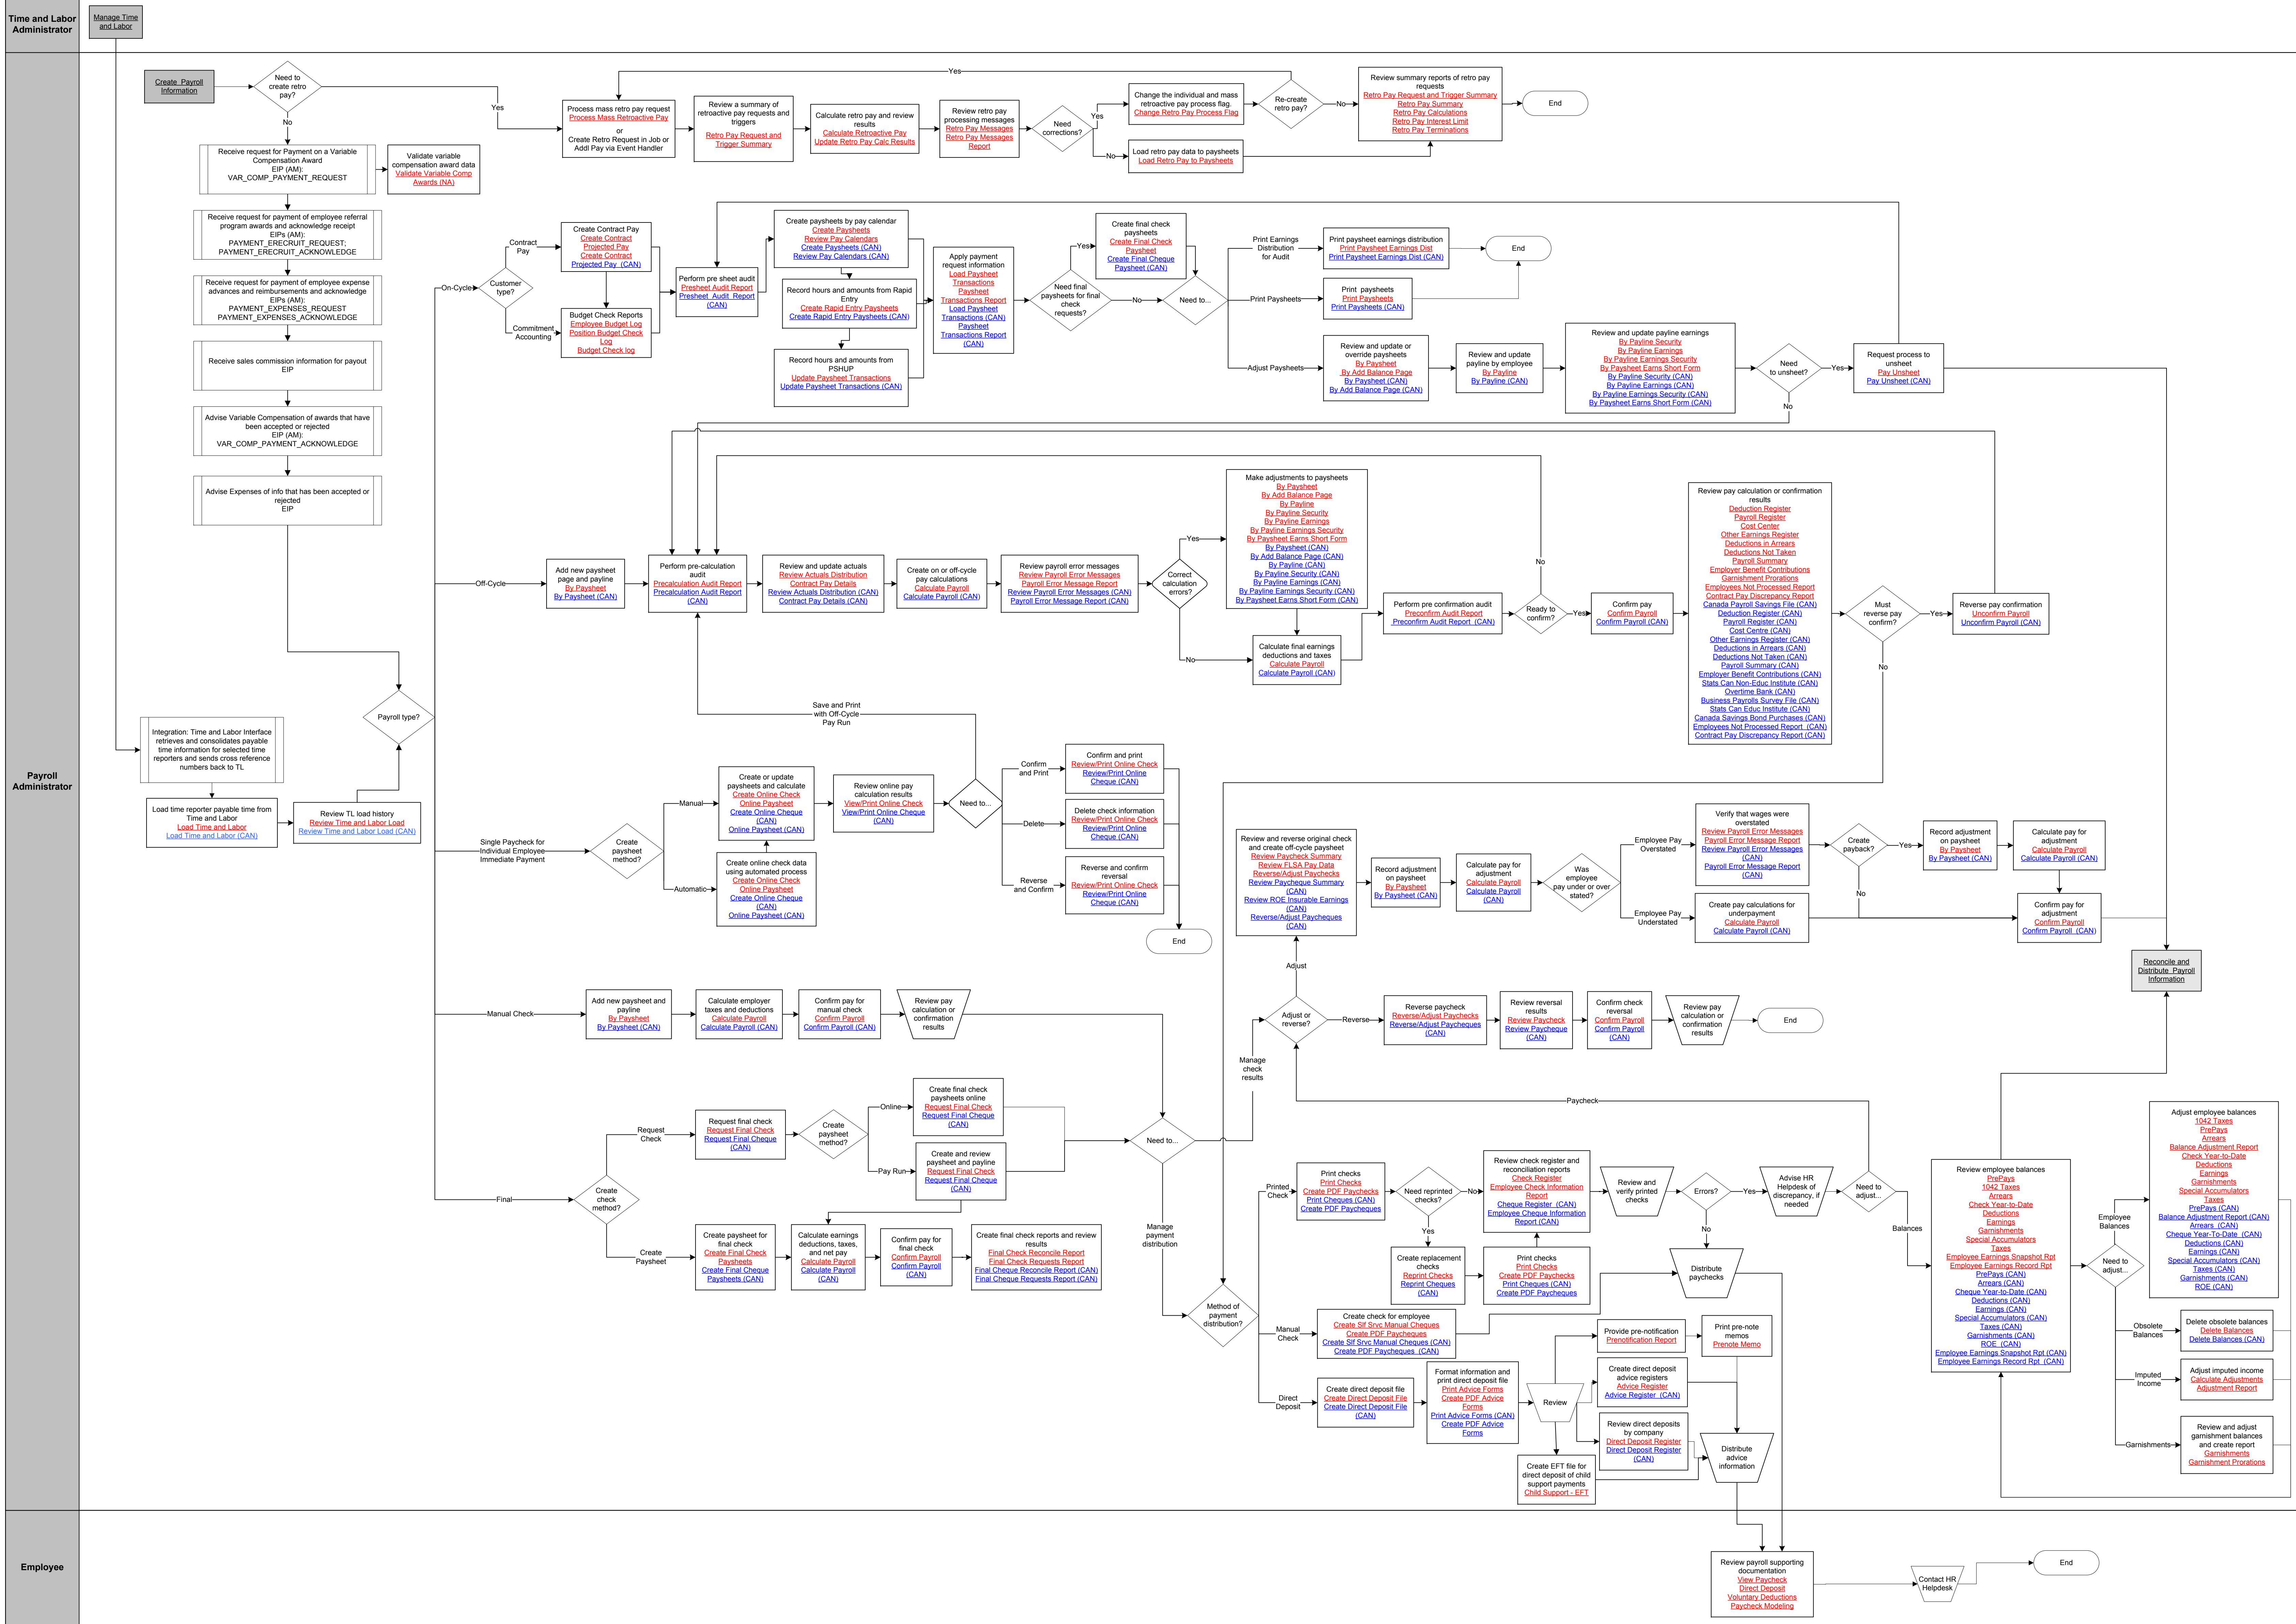 Time and Labor
Administrator
Manage Time
and Labor
Payroll
Administrator
Create Payroll
Information
Need to
create retro
pay?
Yes
No
Process mass retro pay request
Process Mass Retroactive Pay
or
Create Retro Request in Job or
Addl Pay via Event Handler
Review a summary of
retroactive pay requests and
triggers
Retro Pay Request and
Trigger Summary
Calculate retro pay and review
results
Calculate Retroactive Pay
Update Retro Pay Calc Results
Review retro pay
processing messages
Retro Pay Messages
Retro Pay Messages
Report
Need
corrections?
Yes
No
Change the individual and mass
retroactive pay process flag.
Change Retro Pay Process Flag
Load retro pay data to paysheets
Load Retro Pay to Paysheets
Re-create
retro pay?
Yes
No
Review summary reports of retro pay
requests
Retro Pay Request and Trigger Summary
Retro Pay Summary
Retro Pay Calculations
Retro Pay Interest Limit
Retro Pay Terminations
End
Receive request for Payment on a Variable
Compensation Award
EIP (AM):
VAR_COMP_PAYMENT_REQUEST
Validate variable
compensation award data
Validate Variable Comp
Awards (NA)
Receive request for payment of employee referral
program awards and acknowledge receipt
EIPs (AM):
PAYMENT_ERECRUIT_REQUEST;
PAYMENT_ERECRUIT_ACKNOWLEDGE
Receive request for payment of employee expense
advances and reimbursements and acknowledge
EIPs (AM):
PAYMENT_EXPENSES_REQUEST
PAYMENT_EXPENSES_ACKNOWLEDGE
Receive sales commission information for payout
EIP
Advise Variable Compensation of awards that have
been accepted or rejected
EIP (AM):
VAR_COMP_PAYMENT_ACKNOWLEDGE
Advise Expenses of info that has been accepted or
rejected
EIP
Integration: Time and Labor Interface
retrieves and consolidates payable
time information for selected time
reporters and sends cross reference
numbers back to TL
Load time reporter payable time from
Time and Labor
Load Time and Labor
Load Time and Labor (CAN)
Review TL load history
Review Time and Labor Load
Review Time and Labor Load (CAN)
Payroll type?
On-Cycle
Customer
type?
Contract
Pay
Commitment
Accounting
Create Contract Pay
Create Contract
Projected Pay
Create Contract
Projected Pay (CAN)
Budget Check Reports
Employee Budget Log
Position Budget Check
Log
Budget Check log
Perform pre sheet audit
Presheet Audit Report
Presheet Audit Report
(CAN)
Create paysheets by pay calendar
Create Paysheets
Review Pay Calendars
Create Paysheets (CAN)
Review Pay Calendars (CAN)
Record hours and amounts from Rapid
Entry
Create Rapid Entry Paysheets
Create Rapid Entry Paysheets (CAN)
Record hours and amounts from
PSHUP
Update Paysheet Transactions
Update Paysheet Transactions (CAN)
Apply payment
request information
Load Paysheet
Transactions
Paysheet
Transactions Report
Load Paysheet
Transactions (CAN)
Paysheet
Transactions Report
(CAN)
Need final
paysheets for final
check
requests?
Yes
No
Create final check
paysheets
Create Final Check
Paysheet
Create Final Cheque
Paysheet (CAN)
Need to...
Print Earnings
Distribution
for Audit
Print Paysheets
Adjust Paysheets
Print paysheet earnings distribution
Print Paysheet Earnings Dist
Print Paysheet Earnings Dist (CAN)
Print paysheets
Print Paysheets
Print Paysheets (CAN)
End
Review and update or
override paysheets
By Paysheet
By Add Balance Page
By Paysheet (CAN)
By Add Balance Page (CAN)
Review and update
payline by employee
By Payline
By Payline (CAN)
Review and update payline earnings
By Payline Security
By Payline Earnings
By Payline Earnings Security
By Paysheet Earns Short Form
By Payline Security (CAN)
By Payline Earnings (CAN)
By Payline Earnings Security (CAN)
By Paysheet Earns Short Form (CAN)
Need
to unsheet?
Yes
No
Request process to
unsheet
Pay Unsheet
Pay Unsheet (CAN)
Off-Cycle
Add new paysheet
page and payline
By Paysheet
By Paysheet (CAN)
Perform pre-calculation
audit
Precalculation Audit Report
Precalculation Audit Report
(CAN)
Review and update actuals
Review Actuals Distribution
Contract Pay Details
Review Actuals Distribution (CAN)
Contract Pay Details (CAN)
Create on or off-cycle
pay calculations
Calculate Payroll
Calculate Payroll (CAN)
Review payroll error messages
Review Payroll Error Messages
Payroll Error Message Report
Review Payroll Error Messages (CAN)
Payroll Error Message Report (CAN)
Correct
calculation
errors?
Yes
No
Make adjustments to paysheets
By Paysheet
By Add Balance Page
By Payline
By Payline Security
By Payline Earnings
By Payline Earnings Security
By Paysheet Earns Short Form
By Paysheet (CAN)
By Add Balance Page (CAN)
By Payline (CAN)
By Payline Security (CAN)
By Payline Earnings (CAN)
By Payline Earnings Security (CAN)
By Paysheet Earns Short Form (CAN)
Calculate final earnings
deductions and taxes
Calculate Payroll
Calculate Payroll (CAN)
Perform pre confirmation audit
Preconfirm Audit Report
Preconfirm Audit Report (CAN)
Ready to
confirm?
No
Yes
Confirm pay
Confirm Payroll
Confirm Payroll (CAN)
Review pay calculation or confirmation
results
Deduction Register
Payroll Register
Cost Center
Other Earnings Register
Deductions in Arrears
Deductions Not Taken
Payroll Summary
Employer Benefit Contributions
Garnishment Prorations
Employees Not Processed Report
Contract Pay Discrepancy Report
Canada Payroll Savings File (CAN)
Deduction Register (CAN)
Payroll Register (CAN)
Cost Centre (CAN)
Other Earnings Register (CAN)
Deductions in Arrears (CAN)
Deductions Not Taken (CAN)
Payroll Summary (CAN)
Employer Benefit Contributions (CAN)
Stats Can Non-Educ Institute (CAN)
Overtime Bank (CAN)
Business Payrolls Survey File (CAN)
Stats Can Educ Institute (CAN)
Canada Savings Bond Purchases (CAN)
Employees Not Processed Report (CAN)
Contract Pay Discrepancy Report (CAN)
Must
reverse pay
confirm?
Yes
No
Reverse pay confirmation
Unconfirm Payroll
Unconfirm Payroll (CAN)
Single Paycheck for
Individual Employee
Immediate Payment
Create
paysheet
method?
Manual
Automatic
Create or update
paysheets and calculate
Create Online Check
Online Paysheet
Create Online Cheque
(CAN)
Online Paysheet (CAN)
Create online check data
using automated process
Create Online Check
Online Paysheet
Create Online Cheque
(CAN)
Online Paysheet (CAN)
Review online pay
calculation results
View/Print Online Check
View/Print Online Cheque
(CAN)
Save and Print
with Off-Cycle
Pay Run
Need to...
Confirm
and Print
Delete
Reverse
and Confirm
Confirm and print
Review/Print Online Check
Review/Print Online
Cheque (CAN)
Delete check information
Review/Print Online Check
Review/Print Online
Cheque (CAN)
Reverse and confirm
reversal
Review/Print Online Check
Review/Print Online
Cheque (CAN)
End
Review and reverse original check
and create off-cycle paysheet
Review Paycheck Summary
Review FLSA Pay Data
Reverse/Adjust Paychecks
Review Paycheque Summary
(CAN)
Review ROE Insurable Earnings
(CAN)
Reverse/Adjust Paycheques
(CAN)
Record adjustment
on paysheet
By Paysheet
By Paysheet (CAN)
Calculate pay for
adjustment
Calculate Payroll
Calculate Payroll
(CAN)
Was
employee
pay under or over
stated?
Employee Pay
Overstated
Employee Pay
Understated
Verify that wages were
overstated
Review Payroll Error Messages
Payroll Error Message Report
Review Payroll Error Messages
(CAN)
Payroll Error Message Report
(CAN)
Create pay calculations for
underpayment
Calculate Payroll
Calculate Payroll (CAN)
Create
payback?
Yes
No
Record adjustment
on paysheet
By Paysheet
By Paysheet (CAN)
Calculate pay for
adjustment
Calculate Payroll
Calculate Payroll (CAN)
Confirm pay for
adjustment
Confirm Payroll
Confirm Payroll (CAN)
Reconcile and
Distribute Payroll
Information
Manual Check
Add new paysheet and
payline
By Paysheet
By Paysheet (CAN)
Calculate employer
taxes and deductions
Calculate Payroll
Calculate Payroll (CAN)
Confirm pay for
manual check
Confirm Payroll
Confirm Payroll (CAN)
Review pay
calculation or
confirmation
results
Adjust
Adjust or
reverse?
Reverse
Reverse paycheck
Reverse/Adjust Paychecks
Reverse/Adjust Paycheques
(CAN)
Review reversal
results
Review Paycheck
Review Paycheque
(CAN)
Confirm check
reversal
Confirm Payroll
Confirm Payroll
(CAN)
Review pay
calculation or
confirmation
results
End
Manage
check
results
Paycheck
Final
Create
check
method?
Request
Check
Create
Paysheet
Request final check
Request Final Check
Request Final Cheque
(CAN)
Create
paysheet
method?
Online
Pay Run
Create final check
paysheets online
Request Final Check
Request Final Cheque
(CAN)
Create and review
paysheet and payline
Request Final Check
Request Final Cheque
(CAN)
Create paysheet for
final check
Create Final Check
Paysheets
Create Final Cheque
Paysheets (CAN)
Calculate earnings
deductions, taxes,
and net pay
Calculate Payroll
Calculate Payroll
(CAN)
Confirm pay for
final check
Confirm Payroll
Confirm Payroll
(CAN)
Create final check reports and review
results
Final Check Reconcile Report
Final Check Requests Report
Final Cheque Reconcile Report (CAN)
Final Cheque Requests Report (CAN)
Need to...
Manage
payment
distribution
Method of
payment
distribution?
Printed
Check
Manual
Check
Direct
Deposit
Print checks
Print Checks
Create PDF Paychecks
Print Cheques (CAN)
Create PDF Paycheques
Need reprinted
checks?
No
Yes
Create replacement
checks
Reprint Checks
Reprint Cheques
(CAN)
Print checks
Print Checks
Create PDF Paychecks
Print Cheques (CAN)
Create PDF Paycheques
Review check register and
reconciliation reports
Check Register
Employee Check Information
Report
Cheque Register (CAN)
Employee Cheque Information
Report (CAN)
Review and
verify printed
checks
Errors?
Yes
No
Advise HR
Helpdesk of
discrepancy, if
needed
Distribute
paychecks
Need to
adjust...
Balances
Create check for employee
Create Slf Srvc Manual Cheques
Create PDF Paycheques
Create Slf Srvc Manual Cheques (CAN)
Create PDF Paycheques (CAN)
Create direct deposit file
Create Direct Deposit File
Create Direct Deposit File
(CAN)
Format information and
print direct deposit file
Print Advice Forms
Create PDF Advice
Forms
Print Advice Forms (CAN)
Create PDF Advice
Forms
Review
Provide pre-notification
Prenotification Report
Print pre-note
memos
Prenote Memo
Create direct deposit
advice registers
Advice Register
Advice Register (CAN)
Review direct deposits
by company
Direct Deposit Register
Direct Deposit Register
(CAN)
Create EFT file for
direct deposit of child
support payments
Child Support - EFT
Distribute
advice
information
Review employee balances
PrePays
1042 Taxes
Arrears
Check Year-to-Date
Deductions
Earnings
Garnishments
Special Accumulators
Taxes
Employee Earnings Snapshot Rpt
Employee Earnings Record Rpt
PrePays (CAN)
Arrears (CAN)
Cheque Year-to-Date (CAN)
Deductions (CAN)
Earnings (CAN)
Special Accumulators (CAN)
Taxes (CAN)
Garnishments (CAN)
ROE (CAN)
Employee Earnings Snapshot Rpt (CAN)
Employee Earnings Record Rpt (CAN)
Need to
adjust...
Employee
Balances
Obsolete
Balances
Imputed
Income
Garnishments
Adjust employee balances
1042 Taxes
PrePays
Arrears
Balance Adjustment Report
Check Year-to-Date
Deductions
Earnings
Garnishments
Special Accumulators
Taxes
PrePays (CAN)
Balance Adjustment Report (CAN)
Arrears (CAN)
Cheque Year-To-Date (CAN)
Deductions (CAN)
Earnings (CAN)
Special Accumulators (CAN)
Taxes (CAN)
Garnishments (CAN)
ROE (CAN)
Delete obsolete balances
Delete Balances
Delete Balances (CAN)
Adjust imputed income
Calculate Adjustments
Adjustment Report
Review and adjust
garnishment balances
and create report
Garnishments
Garnishment Prorations
Employee
Review payroll supporting
documentation
View Paycheck
Direct Deposit
Voluntary Deductions
Paycheck Modeling
Contact HR
Helpdesk
End